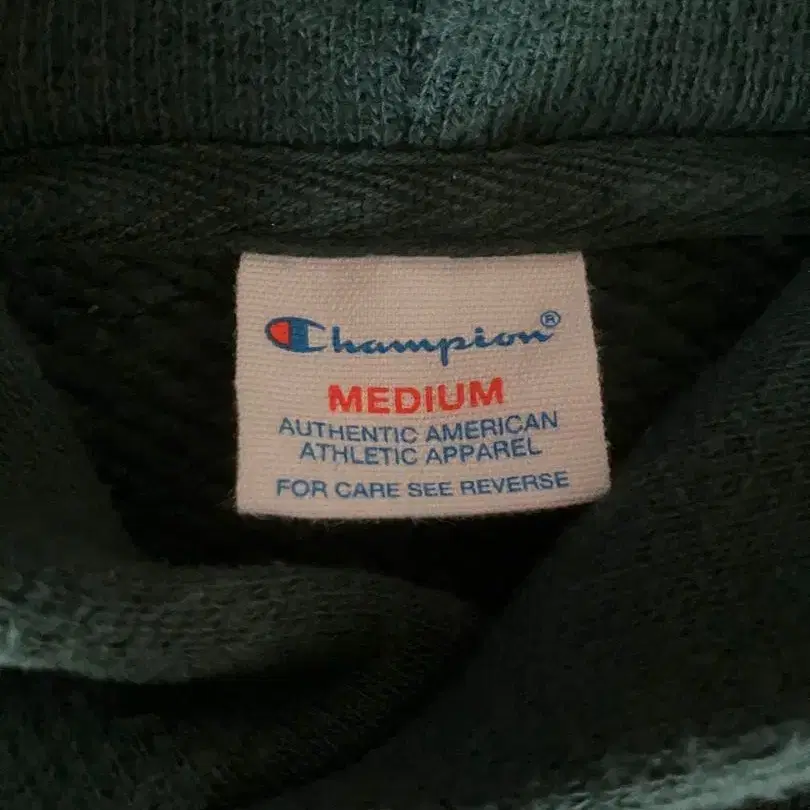 Champion®
MEDIUM
AUTHENTIC AMERICAN
ATHLETIC APPAREL
FOR CARE SEE REVERSE